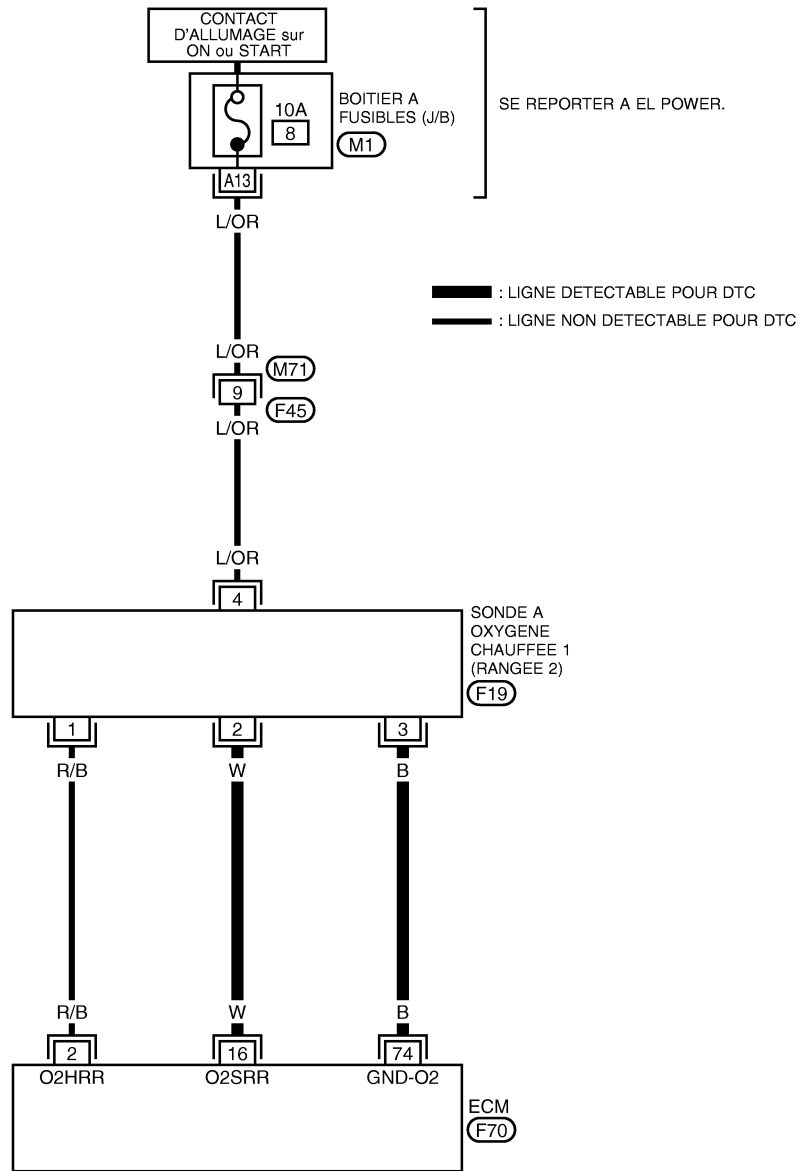 CONTACT
D'ALLUMAGE sur
ON ou START
10A
8
BOITIER A
FUSIBLES (J/B)
M1
SE REPORTER A EL POWER.
A13
L/OR
: LIGNE DETECTABLE POUR DTC
: LIGNE NON DETECTABLE POUR DTC
L/OR
M71
9
F45
L/OR
L/OR
4
SONDE A
OXYGENE
CHAUFFEE 1
(RANGEE 2)
F19
1 2 3
R/B W B
R/B W B
2 16 74
O2HRR O2SRR GND-O2
ECM
F70